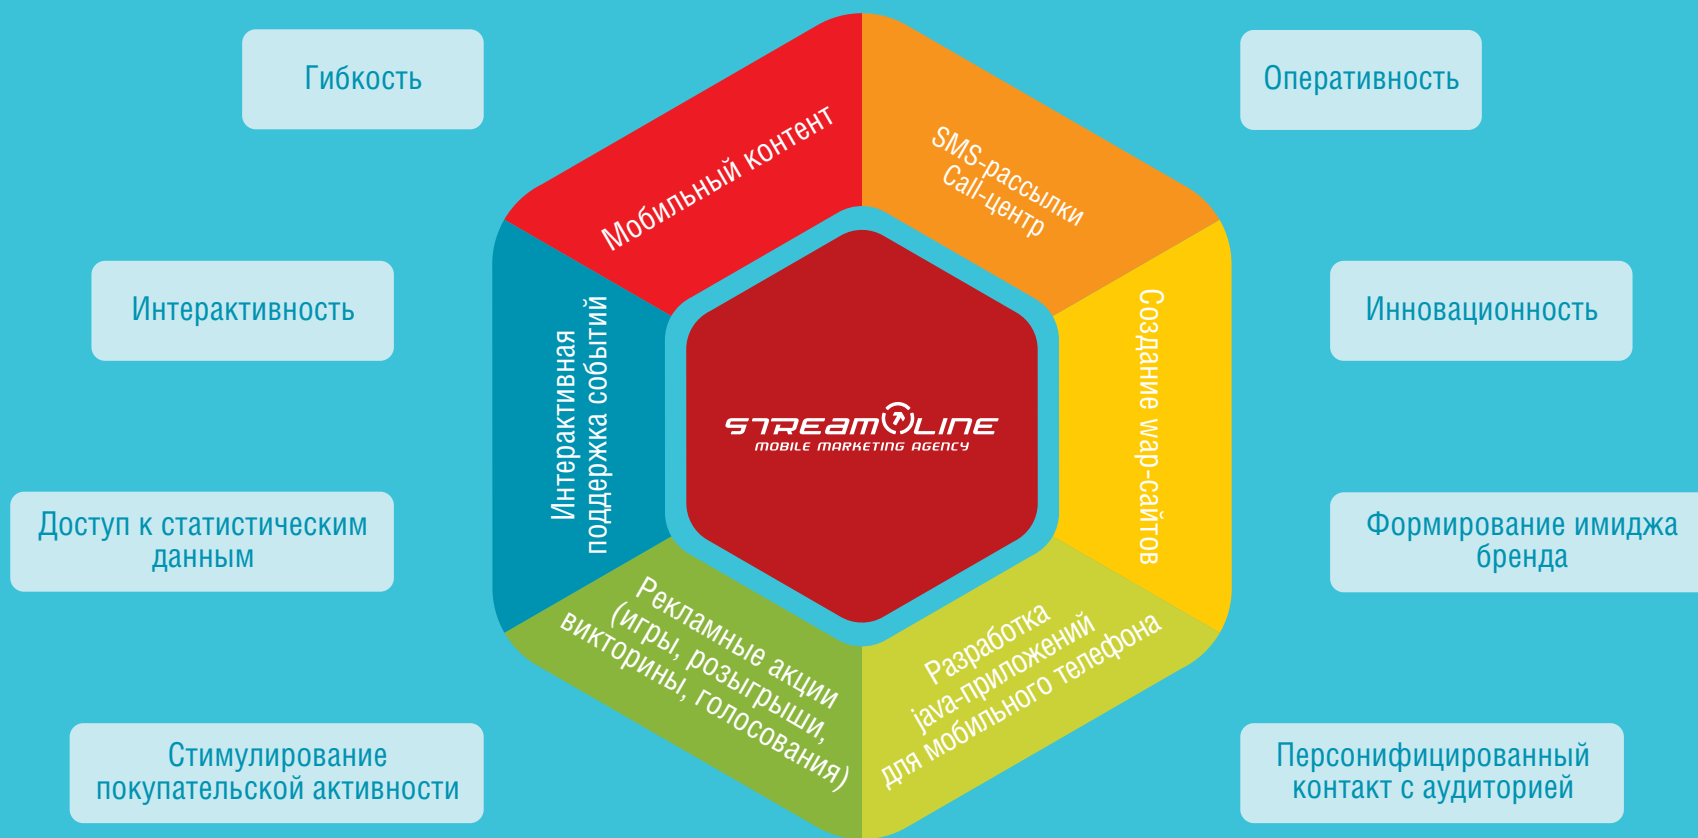 Гибкость
Оперативность
Мобильный контент
SMS-рассылки
Call-центр
Интерактивность
Инновационность
Интерактивная
поддержка событий
Создание wap-сайтов
STREAMLINE
MOBILE MARKETING AGENCY
Доступ к статистическим
данным
Формирование имиджа
бренда
Рекламные акции
(игры, розыгрыши,
викторины, голосования)
Разработка
java-приложений
для мобильного телефона
Стимулирование
покупательской активности
Персонифицированный
контакт с аудиторией